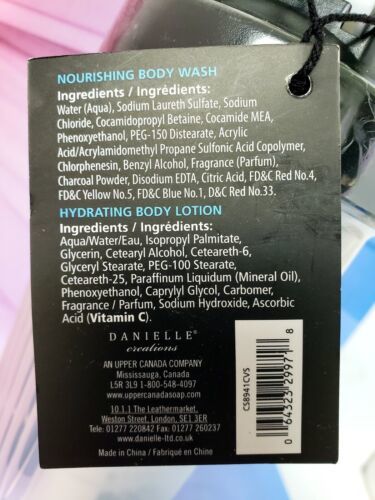 NOURISHING BODY WASH
Ingredients / Ingrédients:
Water (Aqua), Sodium Laureth Sulfate, Sodium
Chloride, Cocamidopropyl Betaine, Cocamide MEA,
Phenoxyethanol, PEG-150 Distearate, Acrylic
Acid/Acrylamidomethyl Propane Sulfonic Acid Copolymer,
Chlorphenesin, Benzyl Alcohol, Fragrance (Parfum),
Charcoal Powder, Disodium EDTA, Citric Acid, FD&C Red No.4,
FD&C Yellow No.5, FD&C Blue No.1, D&C Red No.33.
HYDRATING BODY LOTION
Ingredients / Ingrédients:
Aqua/Water/Eau, Isopropyl Palmitate,
Glycerin, Cetearyl Alcohol, Ceteareth-6,
Glyceryl Stearate, PEG-100 Stearate,
Ceteareth-25, Paraffinum Liquidum (Mineral Oil),
Phenoxyethanol, Caprylyl Glycol, Carbomer,
Fragrance / Parfum, Sodium Hydroxide, Ascorbic
Acid (Vitamin C).
DANIELLE®
creations
AN UPPER CANADA COMPANY
Mississauga, Canada
L5R 3L9 1-800-548-4097
www.uppercanadasoap.com
10.1.1 The Leathermarket,
Weston Street, London, SE1 3ER
Tel: 01277 220842 Fax: 01277 260237
www.danielle-ltd.co.uk
Made in China / Fabriqué en Chine
CS8941CVS
0 64323 29971 8